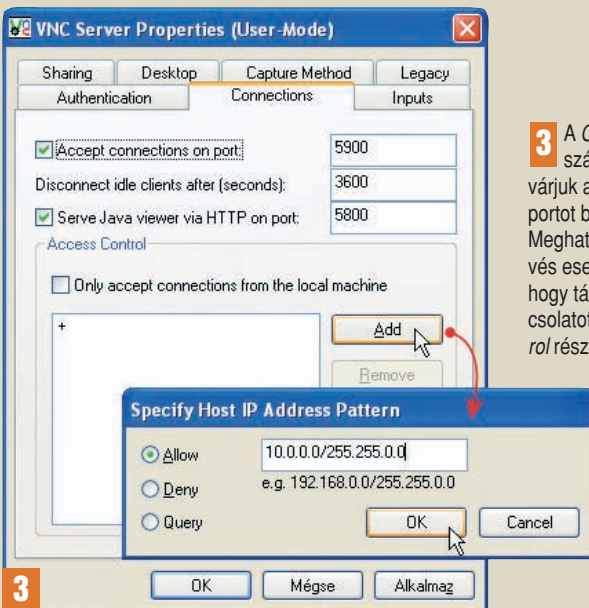 VNC Server Properties (User-Mode)
Sharing
Desktop
Capture Method
Legacy
Authentication
Connections
Inputs
Accept connections on port:
5900
Disconnect idle clients after (seconds):
3600
Serve Java viewer via HTTP on port:
5800
Access Control
Only accept connections from the local machine
+
Add
Remove
Specify Host IP Address Pattern
Allow
10.0.0.0/255.255.0.0
Deny
e.g. 192.168.0.0/255.255.0.0
Query
OK
Cancel
OK
Mégse
Alkalmaz
3
3 A
várjuk
portot
Meghat
vés ese
hogy tá
csolato
rol rész